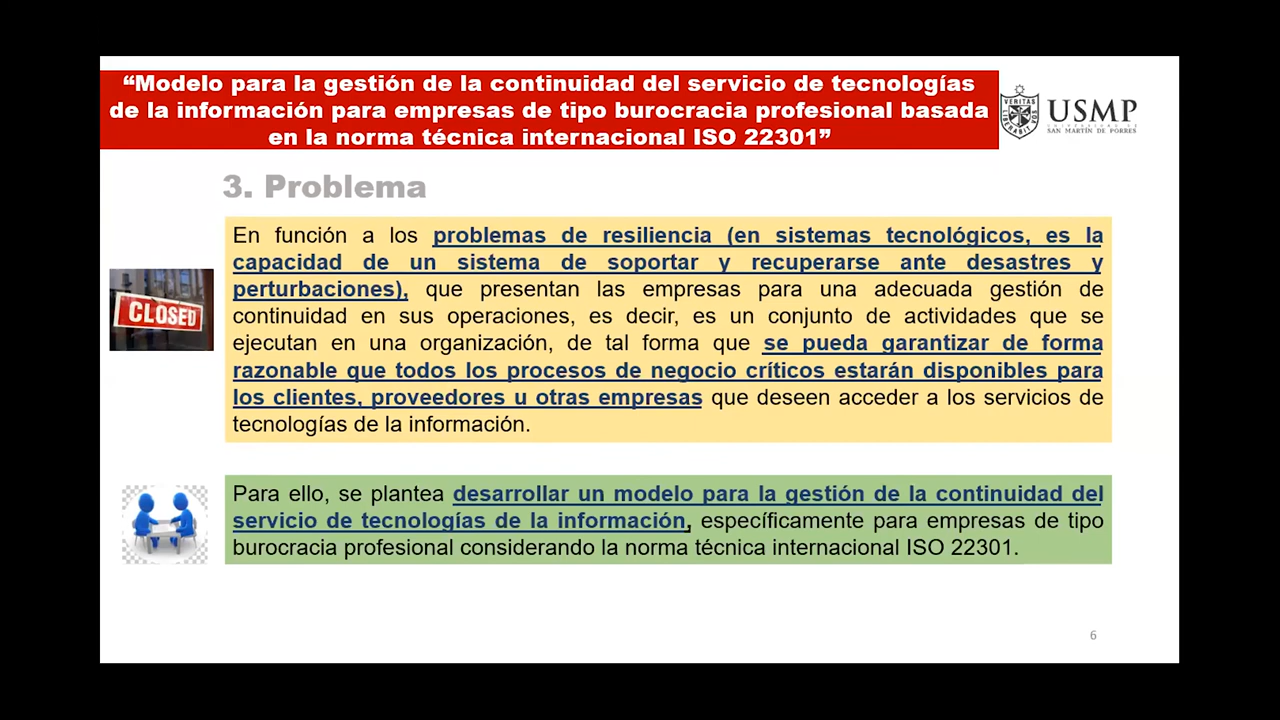 “Modelo para la gestión de la continuidad del servicio de tecnologías
de la información para empresas de tipo burocracia profesional basada
en la norma técnica internacional ISO 22301”
VERITAS
LIBERABIT VOS
USMP
UNIVERSIDAD DE
SAN MARTIN DE PORRES
3. Problema
En función a los problemas de resiliencia (en sistemas tecnológicos, es la
capacidad de un sistema de soportar y recuperarse ante desastres y
perturbaciones), que presentan las empresas para una adecuada gestión de
continuidad en sus operaciones, es decir, es un conjunto de actividades que se
ejecutan en una organización, de tal forma que se pueda garantizar de forma
razonable que todos los procesos de negocio críticos estarán disponibles para
los clientes, proveedores u otras empresas que deseen acceder a los servicios de
tecnologías de la información.
CLOSED
Para ello, se plantea desarrollar un modelo para la gestión de la continuidad del
servicio de tecnologías de la información, específicamente para empresas de tipo
burocracia profesional considerando la norma técnica internacional ISO 22301.
6